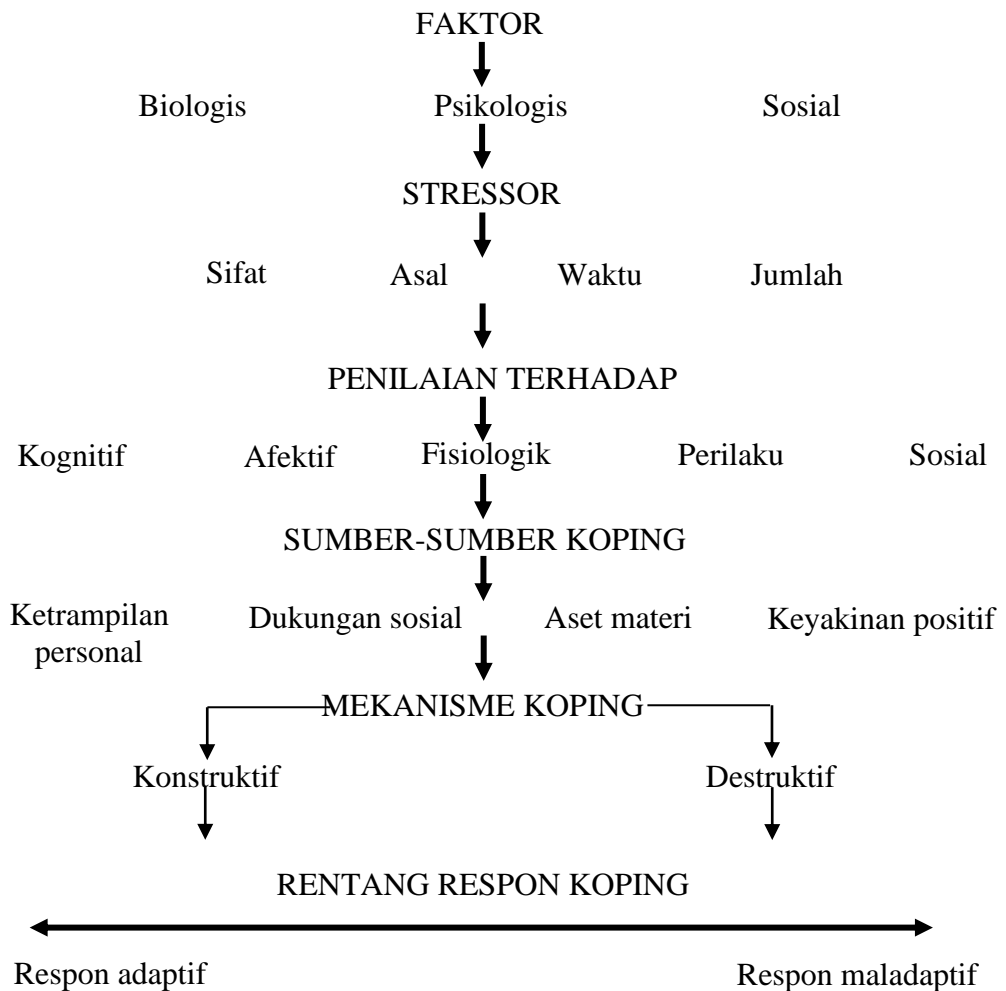 FAKTOR
Biologis Psikologis Sosial
STRESSOR
Sifat Asal Waktu Jumlah
PENILAIAN TERHADAP
Kognitif Afektif Fisiologik Perilaku Sosial
SUMBER-SUMBER KOPING
Ketrampilan personal Dukungan sosial Aset materi Keyakinan positif
MEKANISME KOPING
Konstruktif Destruktif
RENTANG RESPON KOPING
Respon adaptif Respon maladaptif